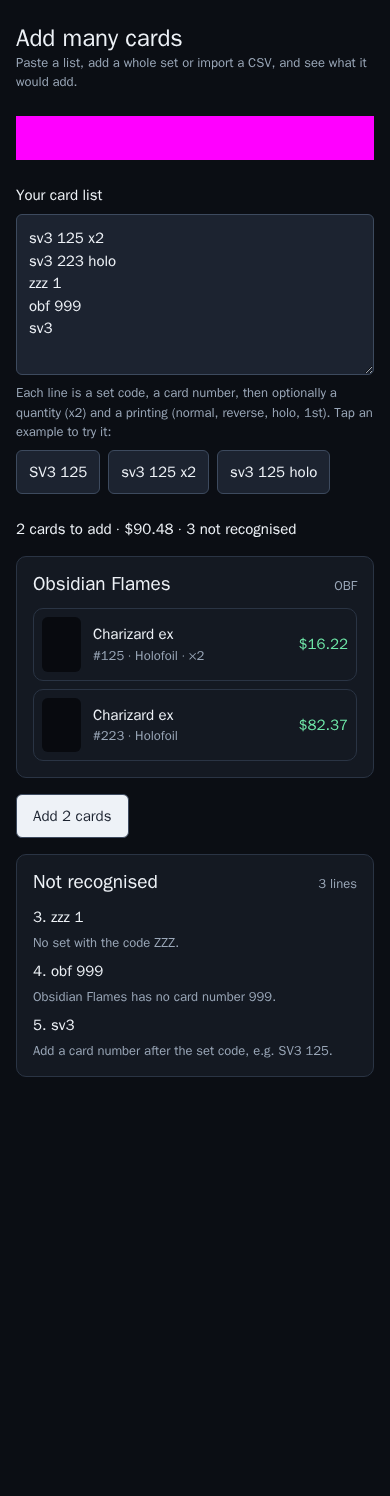 Add many cards
Paste a list, add a whole set or import a CSV, and see what it
would add.
Your card list
sv3 125 x2
sv3 223 holo
zzz 1
obf 999
sv3
Each line is a set code, a card number, then optionally a
quantity (x2) and a printing (normal, reverse, holo, 1st). Tap an
example to try it:
SV3 125
sv3 125 x2
sv3 125 holo
2 cards to add · $90.48 · 3 not recognised
Obsidian Flames
OBF
Charizard ex
#125 · Holofoil · ×2
$16.22
Charizard ex
#223 · Holofoil
$82.37
Add 2 cards
Not recognised
3 lines
3. zzz 1
No set with the code ZZZ.
4. obf 999
Obsidian Flames has no card number 999.
5. sv3
Add a card number after the set code, e.g. SV3 125.